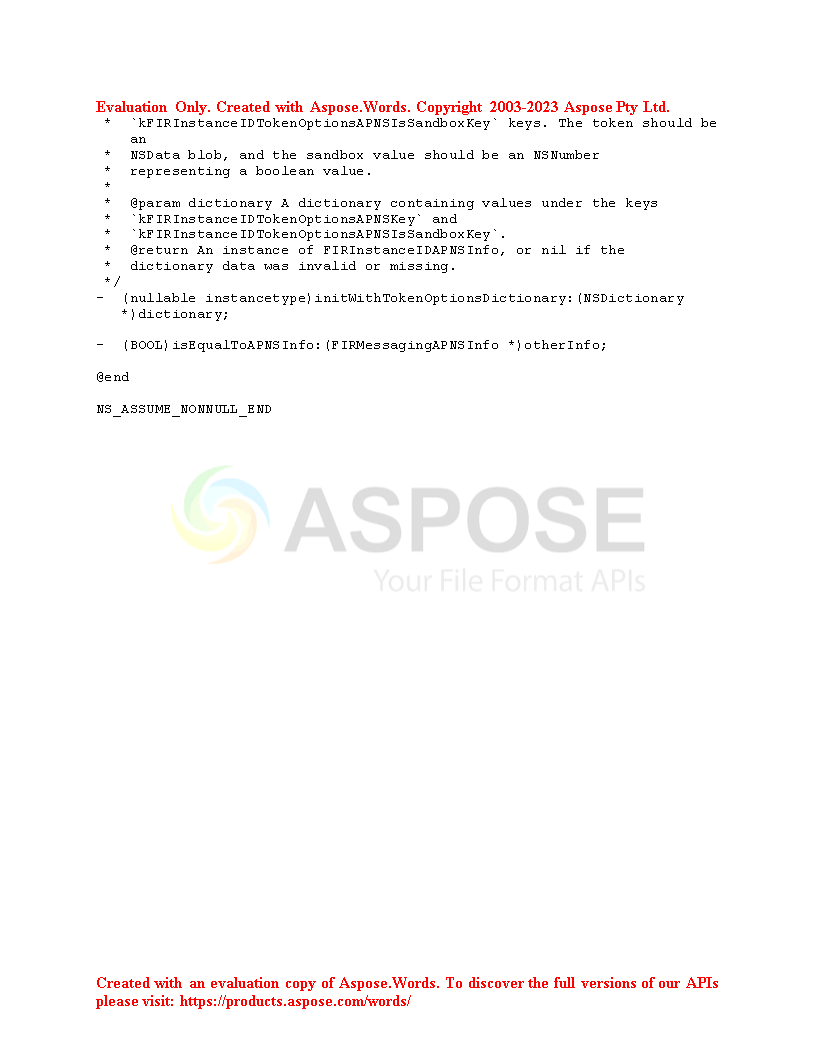 Evaluation Only. Created with Aspose.Words. Copyright 2003-2023 Aspose Pty Ltd.
* `kFIRInstanceIDTokenOptionsAPNSIsSandboxKey` keys. The token should be
an
* NSData blob, and the sandbox value should be an NSNumber
* representing a boolean value.
*
* @param dictionary A dictionary containing values under the keys
* `kFIRInstanceIDTokenOptionsAPNSKey` and
* `kFIRInstanceIDTokenOptionsAPNSIsSandboxKey`.
* @return An instance of FIRInstanceIDAPNSInfo, or nil if the
* dictionary data was invalid or missing.
*/
- (nullable instancetype)initWithTokenOptionsDictionary:(NSDictionary
*)dictionary;
- (BOOL)isEqualToAPNSInfo:(FIRMessagingAPNSInfo *)otherInfo;
@end
NS_ASSUME_NONNULL_END
ASPOSE
Your File Format APIs
Created with an evaluation copy of Aspose.Words. To discover the full versions of our APIs
please visit: https://products.aspose.com/words/